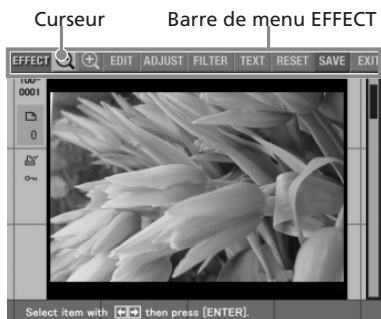 Curseur Barre de menu EFFECT
EFFECT EDIT ADJUST FILTER TEXT RESET SAVE EXIT
100-
0001
0
Select item with then press [ENTER].